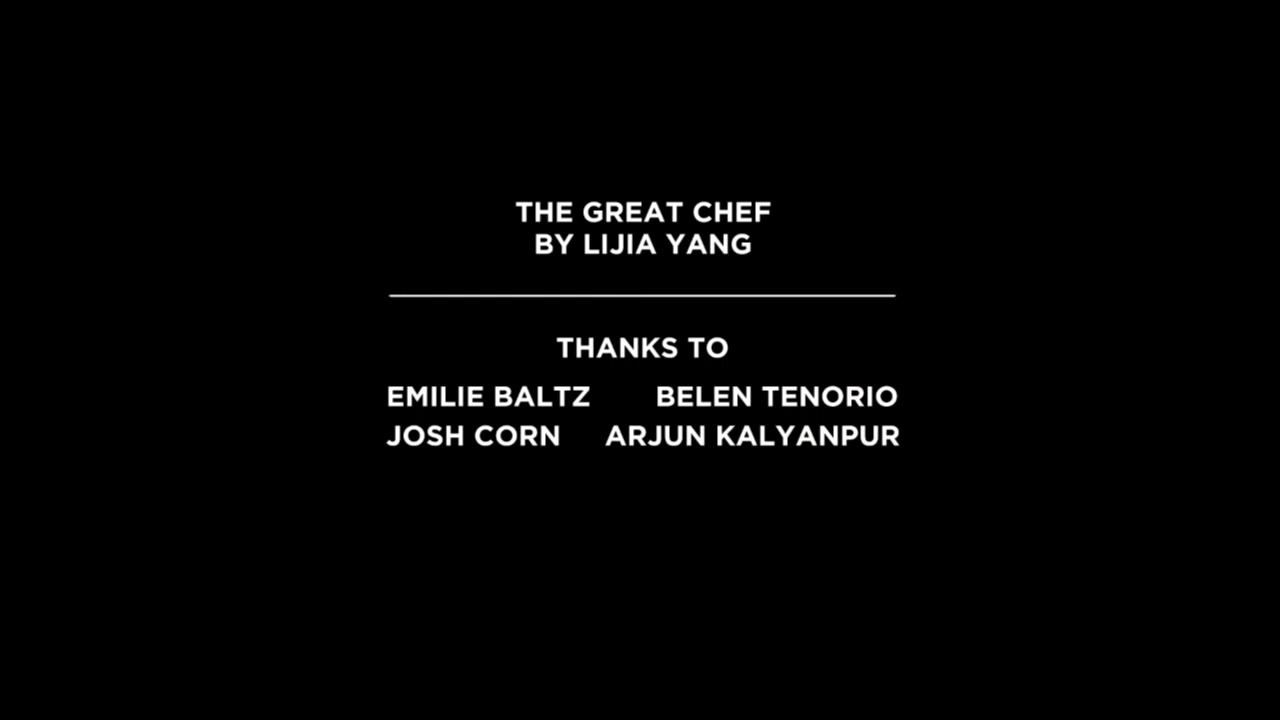 THE GREAT CHEF
BY LIJIA YANG
THANKS TO
EMILIE BALTZ BELEN TENORIO
JOSH CORN ARJUN KALYANPUR